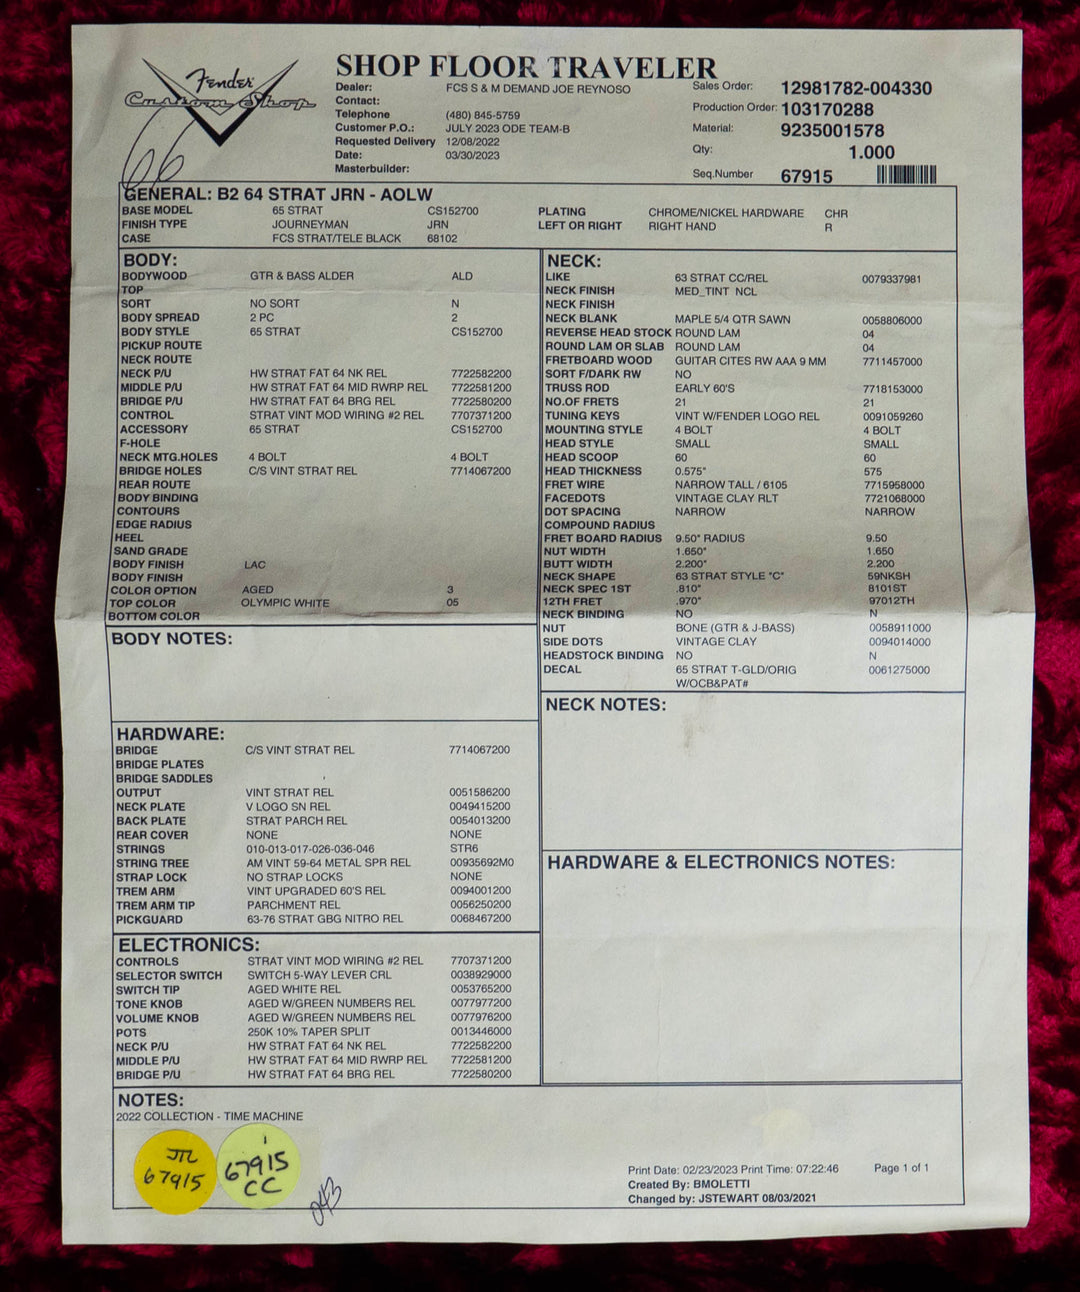 Fender
Custom Shop
SHOP FLOOR TRAVELER
Dealer: FCS S & M DEMAND JOE REYNOSO
Contact:
Telephone (480) 845-5759
Customer P.O.: JULY 2023 ODE TEAM-B
Requested Delivery 12/08/2022
Date: 03/30/2023
Masterbuilder:
Sales Order: 12981782-004330
Production Order: 103170288
Material: 9235001578
Qty: 1.000
Seq.Number 67915
GENERAL: B2 64 STRAT JRN - AOLW
BASE MODEL 65 STRAT CS152700 PLATING CHROME/NICKEL HARDWARE CHR
FINISH TYPE JOURNEYMAN JRN LEFT OR RIGHT RIGHT HAND R
CASE FCS STRAT/TELE BLACK 68102
BODY:
BODYWOOD GTR & BASS ALDER ALD
TOP
SORT NO SORT N
BODY SPREAD 2 PC 2
BODY STYLE 65 STRAT CS152700
PICKUP ROUTE
NECK ROUTE
NECK P/U HW STRAT FAT 64 NK REL 7722582200
MIDDLE P/U HW STRAT FAT 64 MID RWRP REL 7722581200
BRIDGE P/U HW STRAT FAT 64 BRG REL 7722580200
CONTROL STRAT VINT MOD WIRING #2 REL 7707371200
ACCESSORY 65 STRAT CS152700
F-HOLE
NECK MTG.HOLES 4 BOLT 4 BOLT
BRIDGE HOLES C/S VINT STRAT REL 7714067200
REAR ROUTE
BODY BINDING
CONTOURS
EDGE RADIUS
HEEL
SAND GRADE
BODY FINISH LAC
BODY FINISH
COLOR OPTION AGED 3
TOP COLOR OLYMPIC WHITE 05
BOTTOM COLOR
BODY NOTES:
HARDWARE:
BRIDGE C/S VINT STRAT REL 7714067200
BRIDGE PLATES
BRIDGE SADDLES
OUTPUT VINT STRAT REL 0051586200
NECK PLATE V LOGO SN REL 0049415200
BACK PLATE STRAT PARCH REL 0054013200
REAR COVER NONE NONE
STRINGS 010-013-017-026-036-046 STR6
STRING TREE AM VINT 59-64 METAL SPR REL 00935692M0
STRAP LOCK NO STRAP LOCKS NONE
TREM ARM VINT UPGRADED 60'S REL 0094001200
TREM ARM TIP PARCHMENT REL 0056250200
PICKGUARD 63-76 STRAT GBG NITRO REL 0068467200
ELECTRONICS:
CONTROLS STRAT VINT MOD WIRING #2 REL 7707371200
SELECTOR SWITCH SWITCH 5-WAY LEVER CRL 0038929000
SWITCH TIP AGED WHITE REL 0053765200
TONE KNOB AGED W/GREEN NUMBERS REL 0077977200
VOLUME KNOB AGED W/GREEN NUMBERS REL 0077976200
POTS 250K 10% TAPER SPLIT 0013446000
NECK P/U HW STRAT FAT 64 NK REL 7722582200
MIDDLE P/U HW STRAT FAT 64 MID RWRP REL 7722581200
BRIDGE P/U HW STRAT FAT 64 BRG REL 7722580200
NECK:
LIKE 63 STRAT CC/REL 0079337981
NECK FINISH MED_TINT NCL
NECK FINISH
NECK BLANK MAPLE 5/4 QTR SAWN 0058806000
REVERSE HEAD STOCK ROUND LAM 04
ROUND LAM OR SLAB ROUND LAM 04
FRETBOARD WOOD GUITAR CITES RW AAA 9 MM 7711457000
SORT F/DARK RW NO
TRUSS ROD EARLY 60'S 7718153000
NO.OF FRETS 21 21
TUNING KEYS VINT W/FENDER LOGO REL 0091059260
MOUNTING STYLE 4 BOLT 4 BOLT
HEAD STYLE SMALL SMALL
HEAD SCOOP 60 60
HEAD THICKNESS 0.575" 575
FRET WIRE NARROW TALL / 6105 7715958000
FACEDOTS VINTAGE CLAY RLT 7721068000
DOT SPACING NARROW NARROW
COMPOUND RADIUS
FRET BOARD RADIUS 9.50" RADIUS 9.50
NUT WIDTH 1.650" 1.650
BUTT WIDTH 2.200" 2.200
NECK SHAPE 63 STRAT STYLE "C" 59NKSH
NECK SPEC 1ST .810" 8101ST
12TH FRET .970" 97012TH
NECK BINDING NO N
NUT BONE (GTR & J-BASS) 0058911000
SIDE DOTS VINTAGE CLAY 0094014000
HEADSTOCK BINDING NO N
DECAL 65 STRAT T-GLD/ORIG 0061275000
W/OCB&PAT#
NECK NOTES:
HARDWARE & ELECTRONICS NOTES:
NOTES:
2022 COLLECTION - TIME MACHINE
67915
67915
CC
Print Date: 02/23/2023 Print Time: 07:22:46 Page 1 of 1
Created By: BMOLETTI
Changed by: JSTEWART 08/03/2021